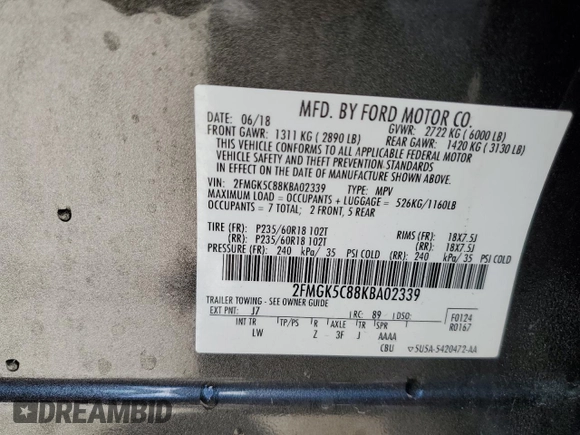 MFD. BY FORD MOTOR CO.
DATE: 06/18 GVWR: 2722 KG ( 6000 LB)
FRONT GAWR: 1311 KG ( 2890 LB) REAR GAWR: 1420 KG ( 3130 LB)
THIS VEHICLE CONFORMS TO ALL APPLICABLE FEDERAL MOTOR
VEHICLE SAFETY AND THEFT PREVENTION STANDARDS
IN EFFECT ON THE DATE OF MANUFACTURE SHOWN ABOVE.
VIN: 2FMGK5C88KBA02339 TYPE: MPV
MAXIMUM LOAD = OCCUPANTS + LUGGAGE = 526KG/1160LB
OCCUPANTS = 7 TOTAL; 2 FRONT, 5 REAR
TIRE (FR): P235/60R18 102T RIMS (FR): 18X7.5J
(RR): P235/60R18 102T (RR): 18X7.5J
PRESSURE (FR): 240 kPa/ 35 PSI COLD (RR): 240 kPa/ 35 PSI COLD
2FMGK5C88KBA02339
TRAILER TOWING - SEE OWNER GUIDE
EXT PNT: J7 RC: 89 DSO: F0124
INT TR TP/PS R AXLE TR SPR R0167
LW Z 3F J AAAA
CBU ▽5USA-5420472-AA
DREAMBID